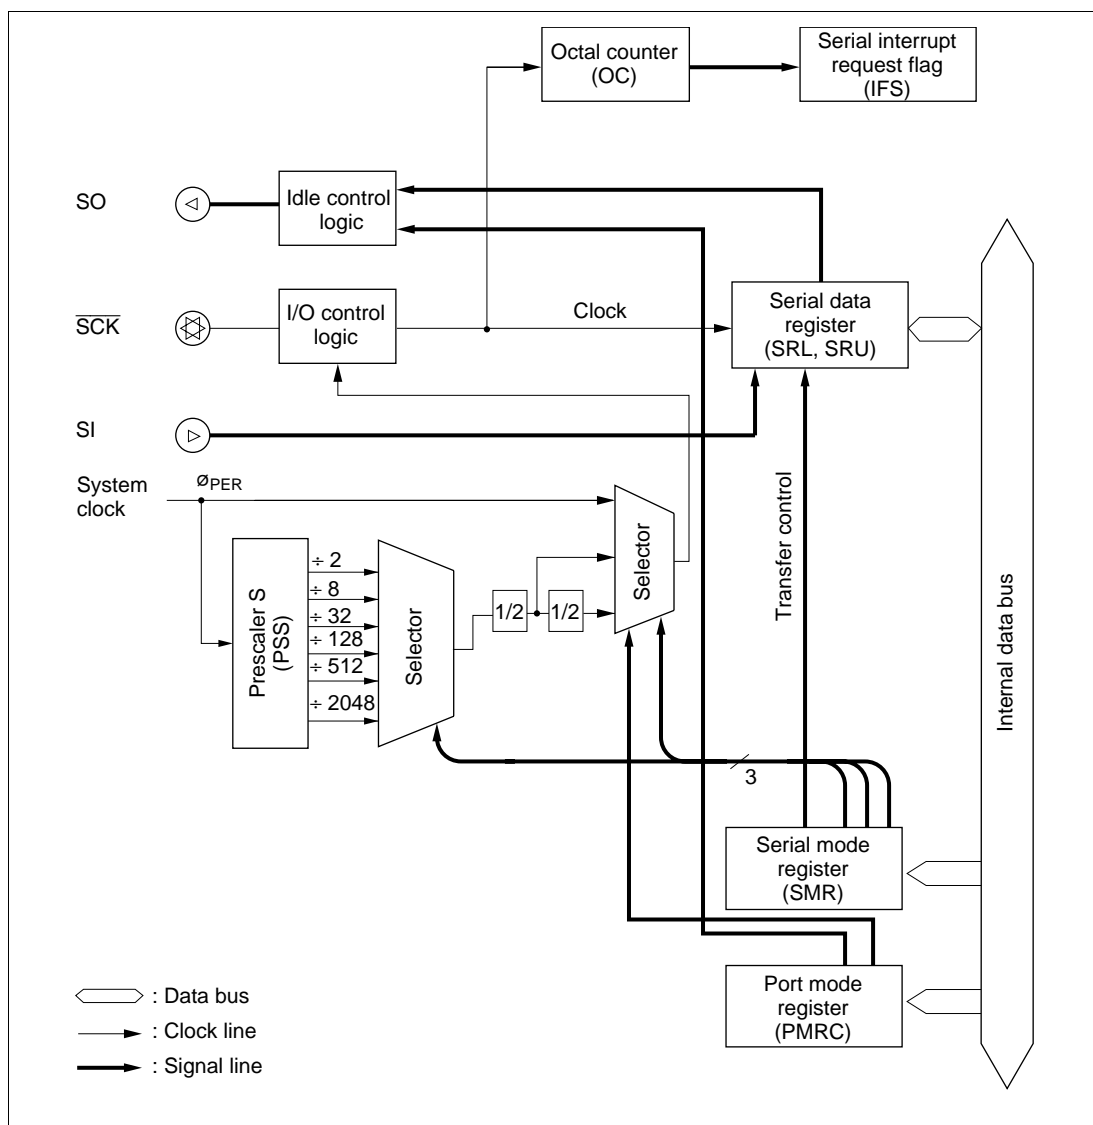 Octal counter
(OC)
Serial interrupt
request flag
(IFS)
SO
Idle control
logic
SCK
I/O control
logic
Clock
Serial data
register
(SRL, SRU)
SI
System
clock
øPER
Transfer control
Internal data bus
Prescaler S
(PSS)
÷ 2
÷ 8
÷ 32
÷ 128
÷ 512
÷ 2048
Selector
1/2
1/2
Selector
3
Serial mode
register
(SMR)
Port mode
register
(PMRC)
: Data bus
: Clock line
: Signal line